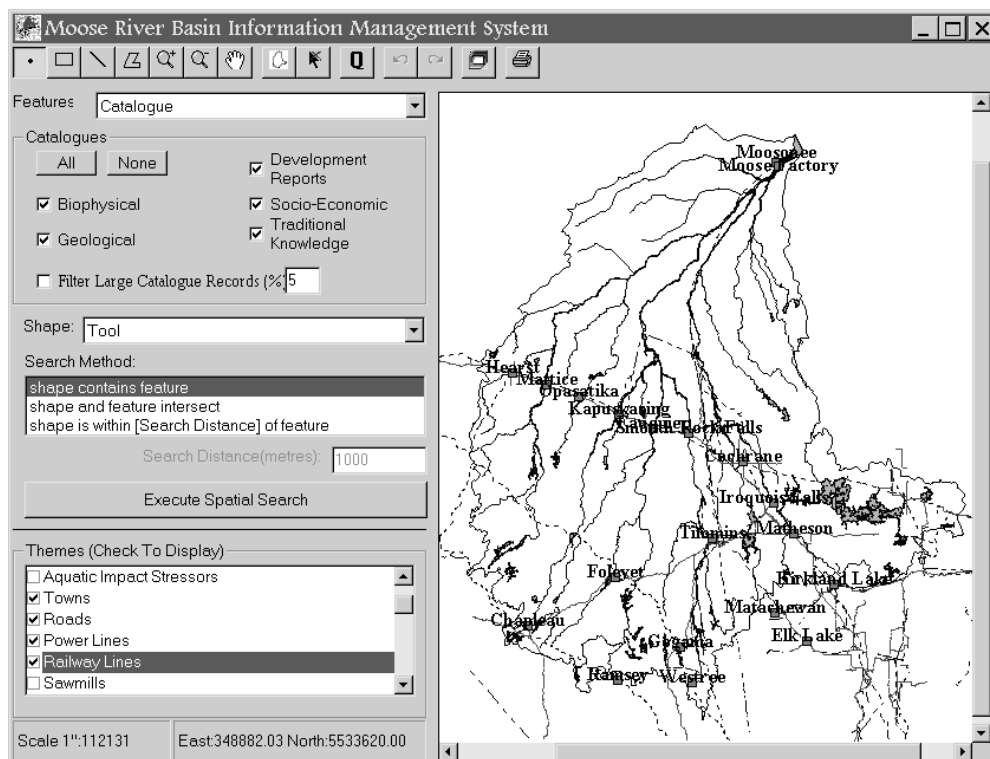 Moose River Basin Information Management System
Q
Features
Catalogue
Catalogues
All
None
Development
Reports
Biophysical
Socio-Economic
Traditional
Knowledge
Geological
Filter Large Catalogue Records (%)
5
Shape:
Tool
Search Method:
shape contains feature
shape and feature intersect
shape is within [Search Distance] of feature
Search Distance(metres):
1000
Execute Spatial Search
Themes (Check To Display)
Aquatic Impact Stressors
Towns
Roads
Power Lines
Railway Lines
Sawmills
Scale 1":112131
East:348882.03 North:5533620.00
Moosonee
Moose Factory
Hearst
Mattice
Opasatika
Kapuskasing
Smooth Rock Falls
Cochrane
Iroquois Falls
Timmins
Matheson
Foleyet
Kirkland Lake
Matachewan
Chapleau
Elk Lake
Gogama
Ramsey
Westree